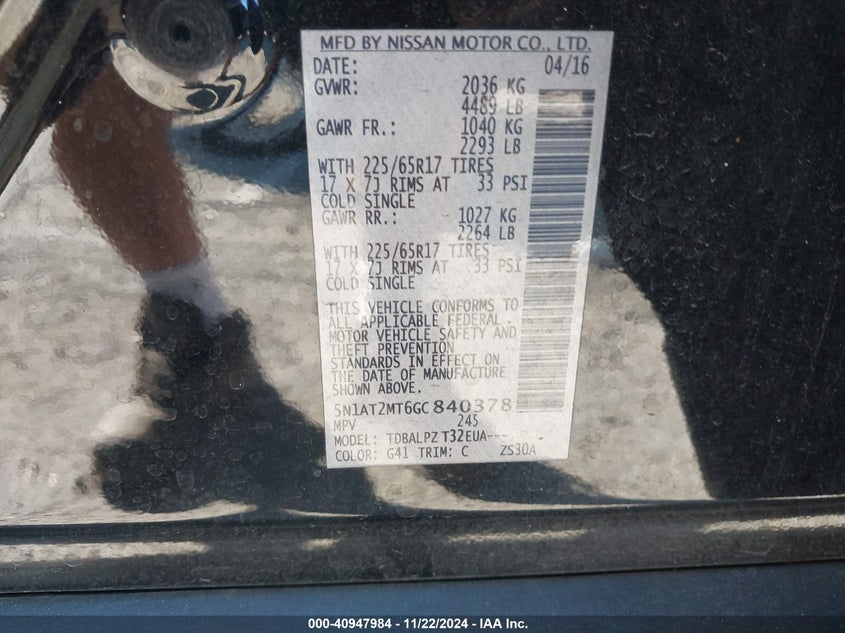 MFD BY NISSAN MOTOR CO., LTD.
DATE: 04/16
GVWR: 2036 KG
4489 LB
GAWR FR.: 1040 KG
2293 LB
WITH 225/65R17 TIRES
17 X 7J RIMS AT 33 PSI
COLD SINGLE
GAWR RR.: 1027 KG
2264 LB
WITH 225/65R17 TIRES
17 X 7J RIMS AT 33 PSI
COLD SINGLE
THIS VEHICLE CONFORMS TO
ALL APPLICABLE FEDERAL
MOTOR VEHICLE SAFETY AND
THEFT PREVENTION
STANDARDS IN EFFECT ON
THE DATE OF MANUFACTURE
SHOWN ABOVE.
5N1AT2MT6GC840378
MPV 245
MODEL: TDBALPZ T32EUA---
COLOR: G41 TRIM: C ZS30A
000-40947984 - 11/22/2024 - IAA Inc.